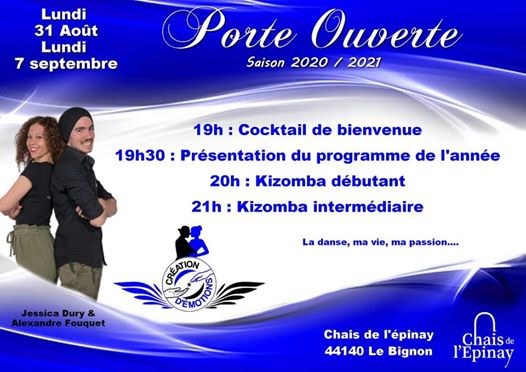 Lundi
31 Août
Lundi
7 septembre
Porte Ouverte
Saison 2020 / 2021
19h : Cocktail de bienvenue
19h30 : Présentation du programme de l'année
20h : Kizomba débutant
21h : Kizomba intermédiaire
La danse, ma vie, ma passion....
CRÉATION
D'ÉMOTIONS
Jessica Dury &
Alexandre Fouquet
Chais de l'épinay
44140 Le Bignon
Chais de
l'Epinay